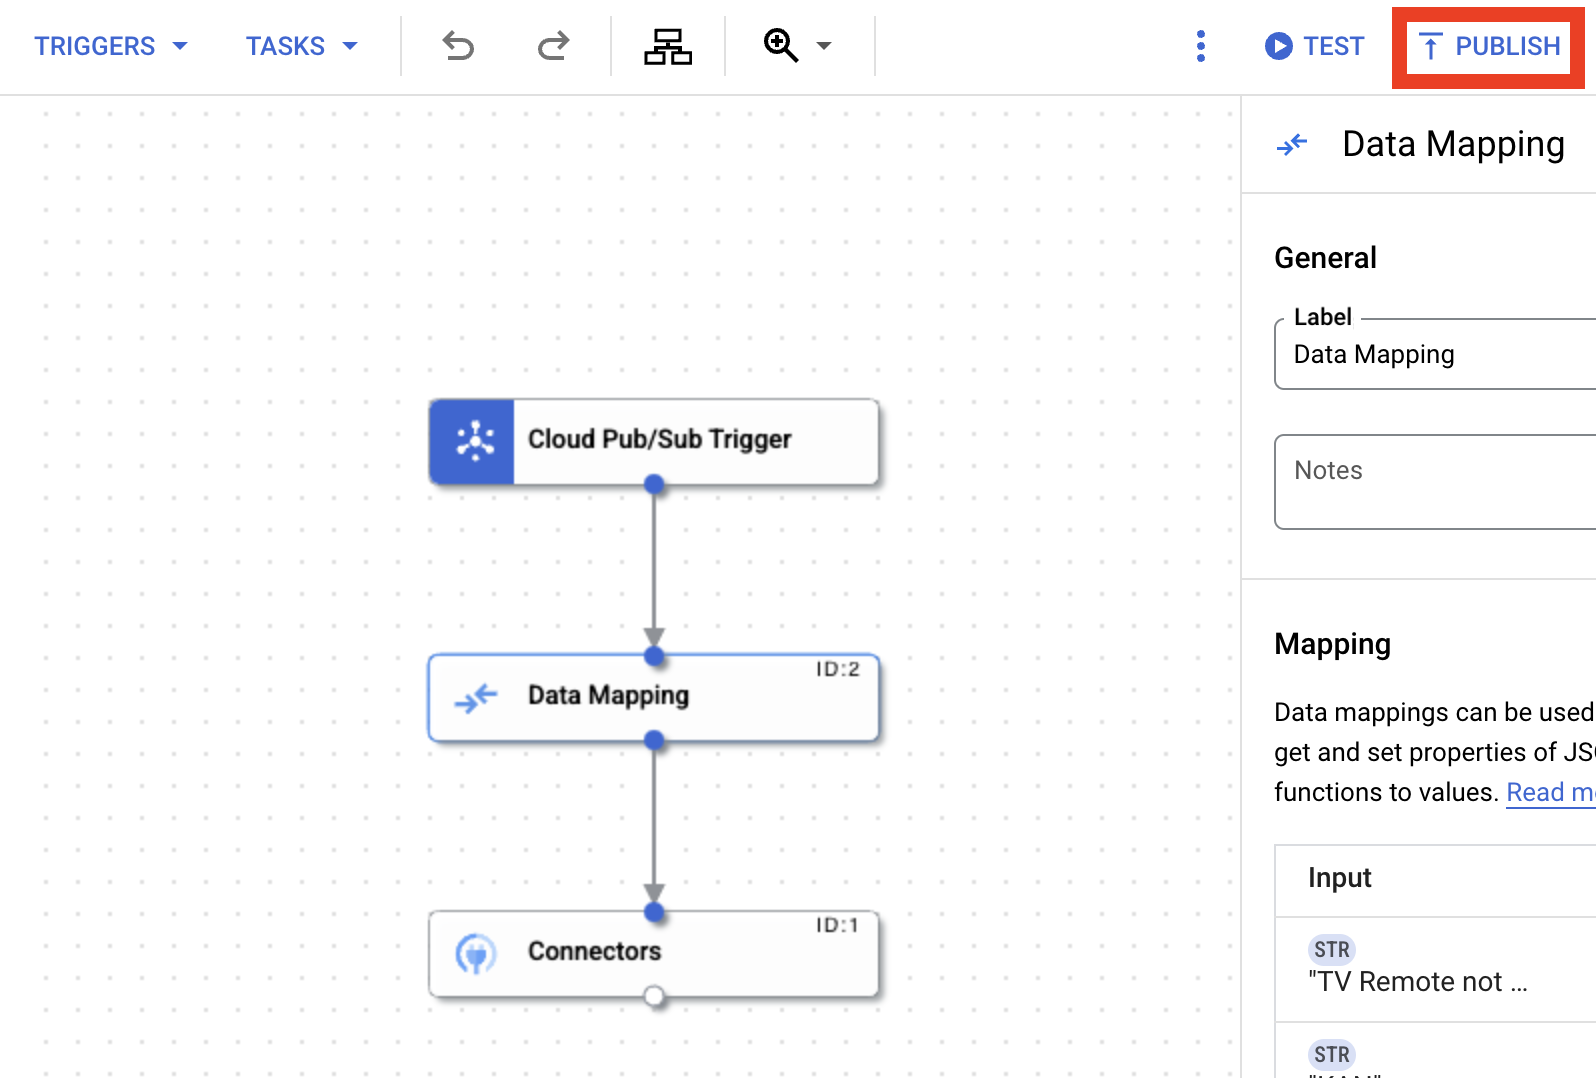 TRIGGERS TASKS TEST PUBLISH
Data Mapping
General
Label
Data Mapping
Notes
Cloud Pub/Sub Trigger
ID:2
Data Mapping
ID:1
Connectors
Mapping
Data mappings can be used
get and set properties of JS
functions to values. Read m
Input
STR
"TV Remote not ...
STR